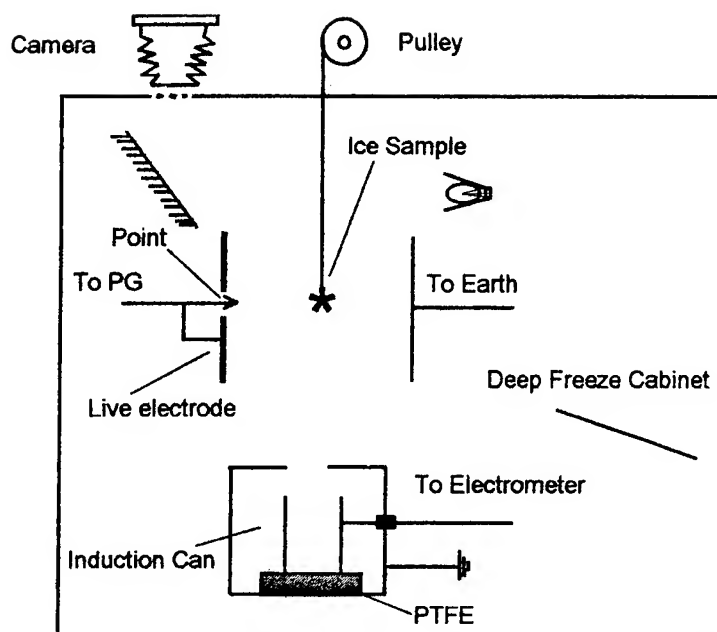 Camera
Pulley
Ice Sample
Point
To PG
To Earth
Live electrode
Deep Freeze Cabinet
To Electrometer
Induction Can
PTFE